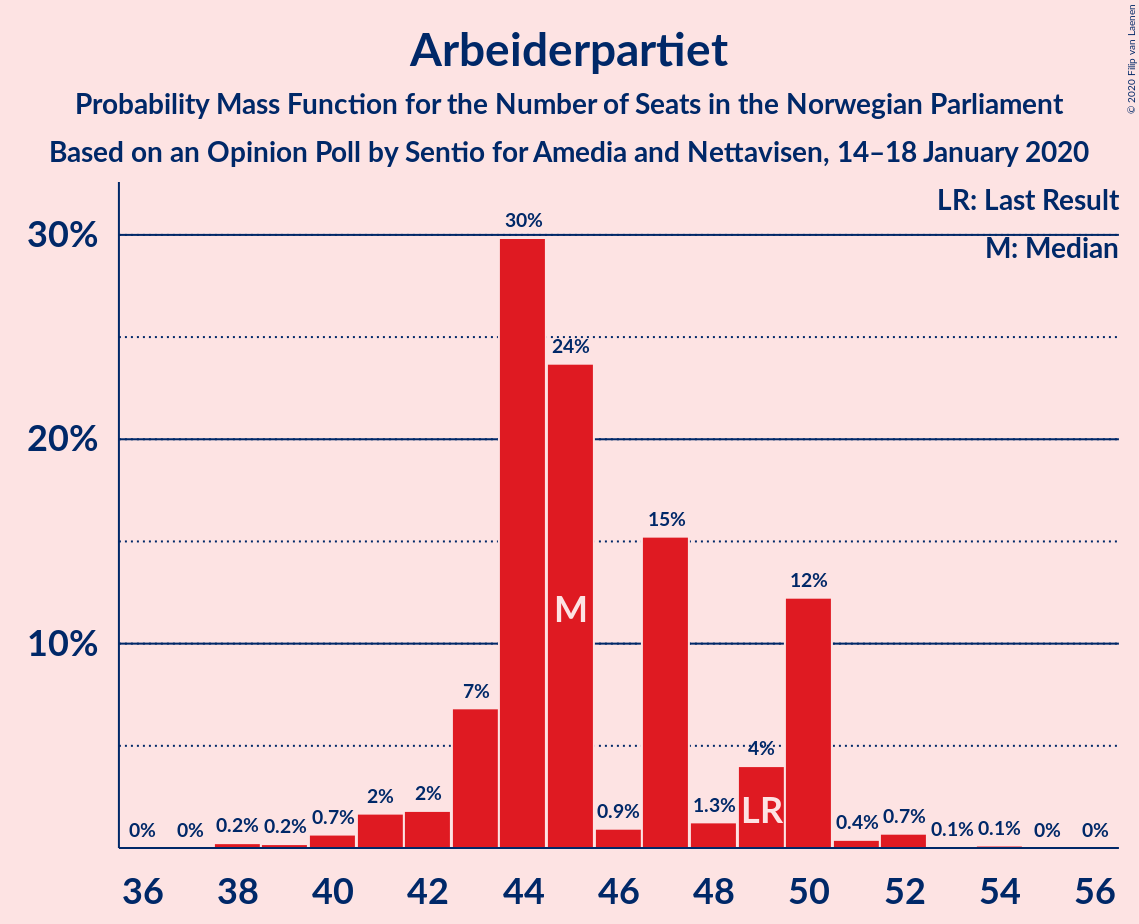 © 2020 Filip van Laenen
Arbeiderpartiet
Probability Mass Function for the Number of Seats in the Norwegian Parliament
Based on an Opinion Poll by Sentio for Amedia and Nettavisen, 14–18 January 2020
LR: Last Result
M: Median
30%
20%
10%
0% 0% 0.2% 0.2% 0.7% 2% 2% 7% 30% 24% 0.9% 15% 1.3% 4% 12% 0.4% 0.7% 0.1% 0.1% 0% 0%
M
LR
36 38 40 42 44 46 48 50 52 54 56